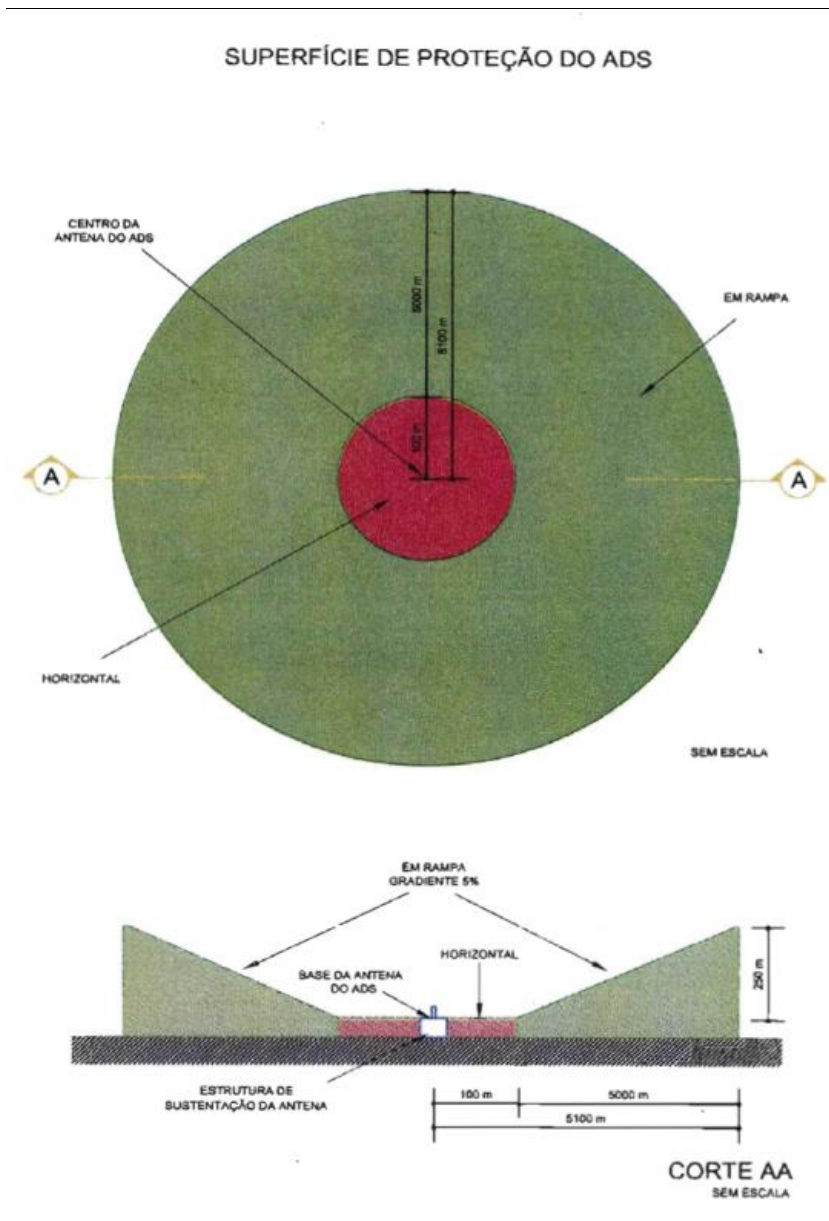 SUPERFÍCIE DE PROTEÇÃO DO ADS
CENTRO DA
ANTENA DO ADS
5000 m
5100 m
EM RAMPA
100 m
A
A
HORIZONTAL
SEM ESCALA
EM RAMPA
GRADIENTE 5%
HORIZONTAL
BASE DA ANTENA
DO ADS
250 m
ESTRUTURA DE
SUSTENTAÇÃO DA ANTENA
100 m
5000 m
5100 m
CORTE AA
SEM ESCALA